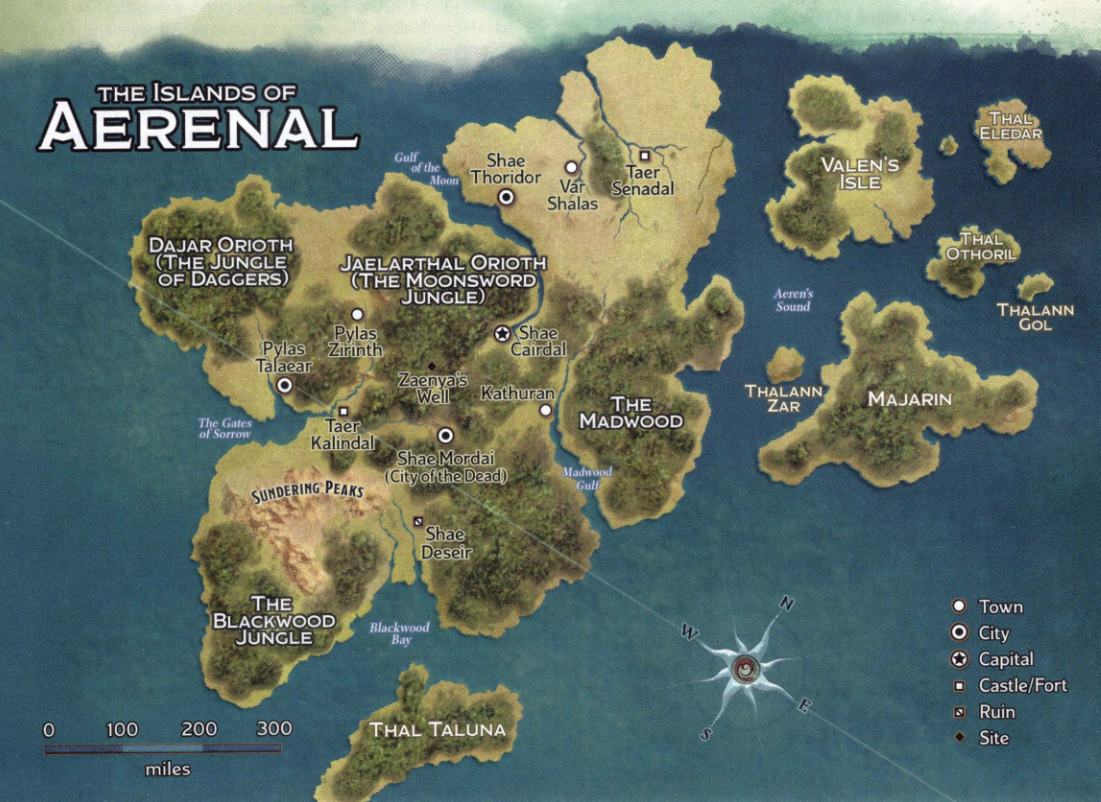 THE ISLANDS OF
AERENAL
Gulf
of the
Moon
Shae
Thoridor
Var
Shalas
Taer
Senadal
VALEN'S
ISLE
THAL
ELEDAR
DAJAR ORIOTH
(THE JUNGLE
OF DAGGERS)
JAELARTHAL ORIOTH
(THE MOONSWORD
JUNGLE)
THAL
OTHORIL
Aeren's
Sound
THALANN
GOL
Pylas
Zirinth
Shae
Cairdal
Pylas
Talaear
Zaenya's
Well
Kathuran
THE
MADWOOD
THALANN
ZAR
MAJARIN
The Gates
of Sorrow
Taer
Kalindal
Shae Mordai
(City of the Dead)
Madwood
Gulf
SUNDERING PEAKS
Shae
Deseir
THE
BLACKWOOD
JUNGLE
Blackwood
Bay
THAL TALUNA
N
W
E
S
Town
City
Capital
Castle/Fort
Ruin
Site
0 100 200 300
miles